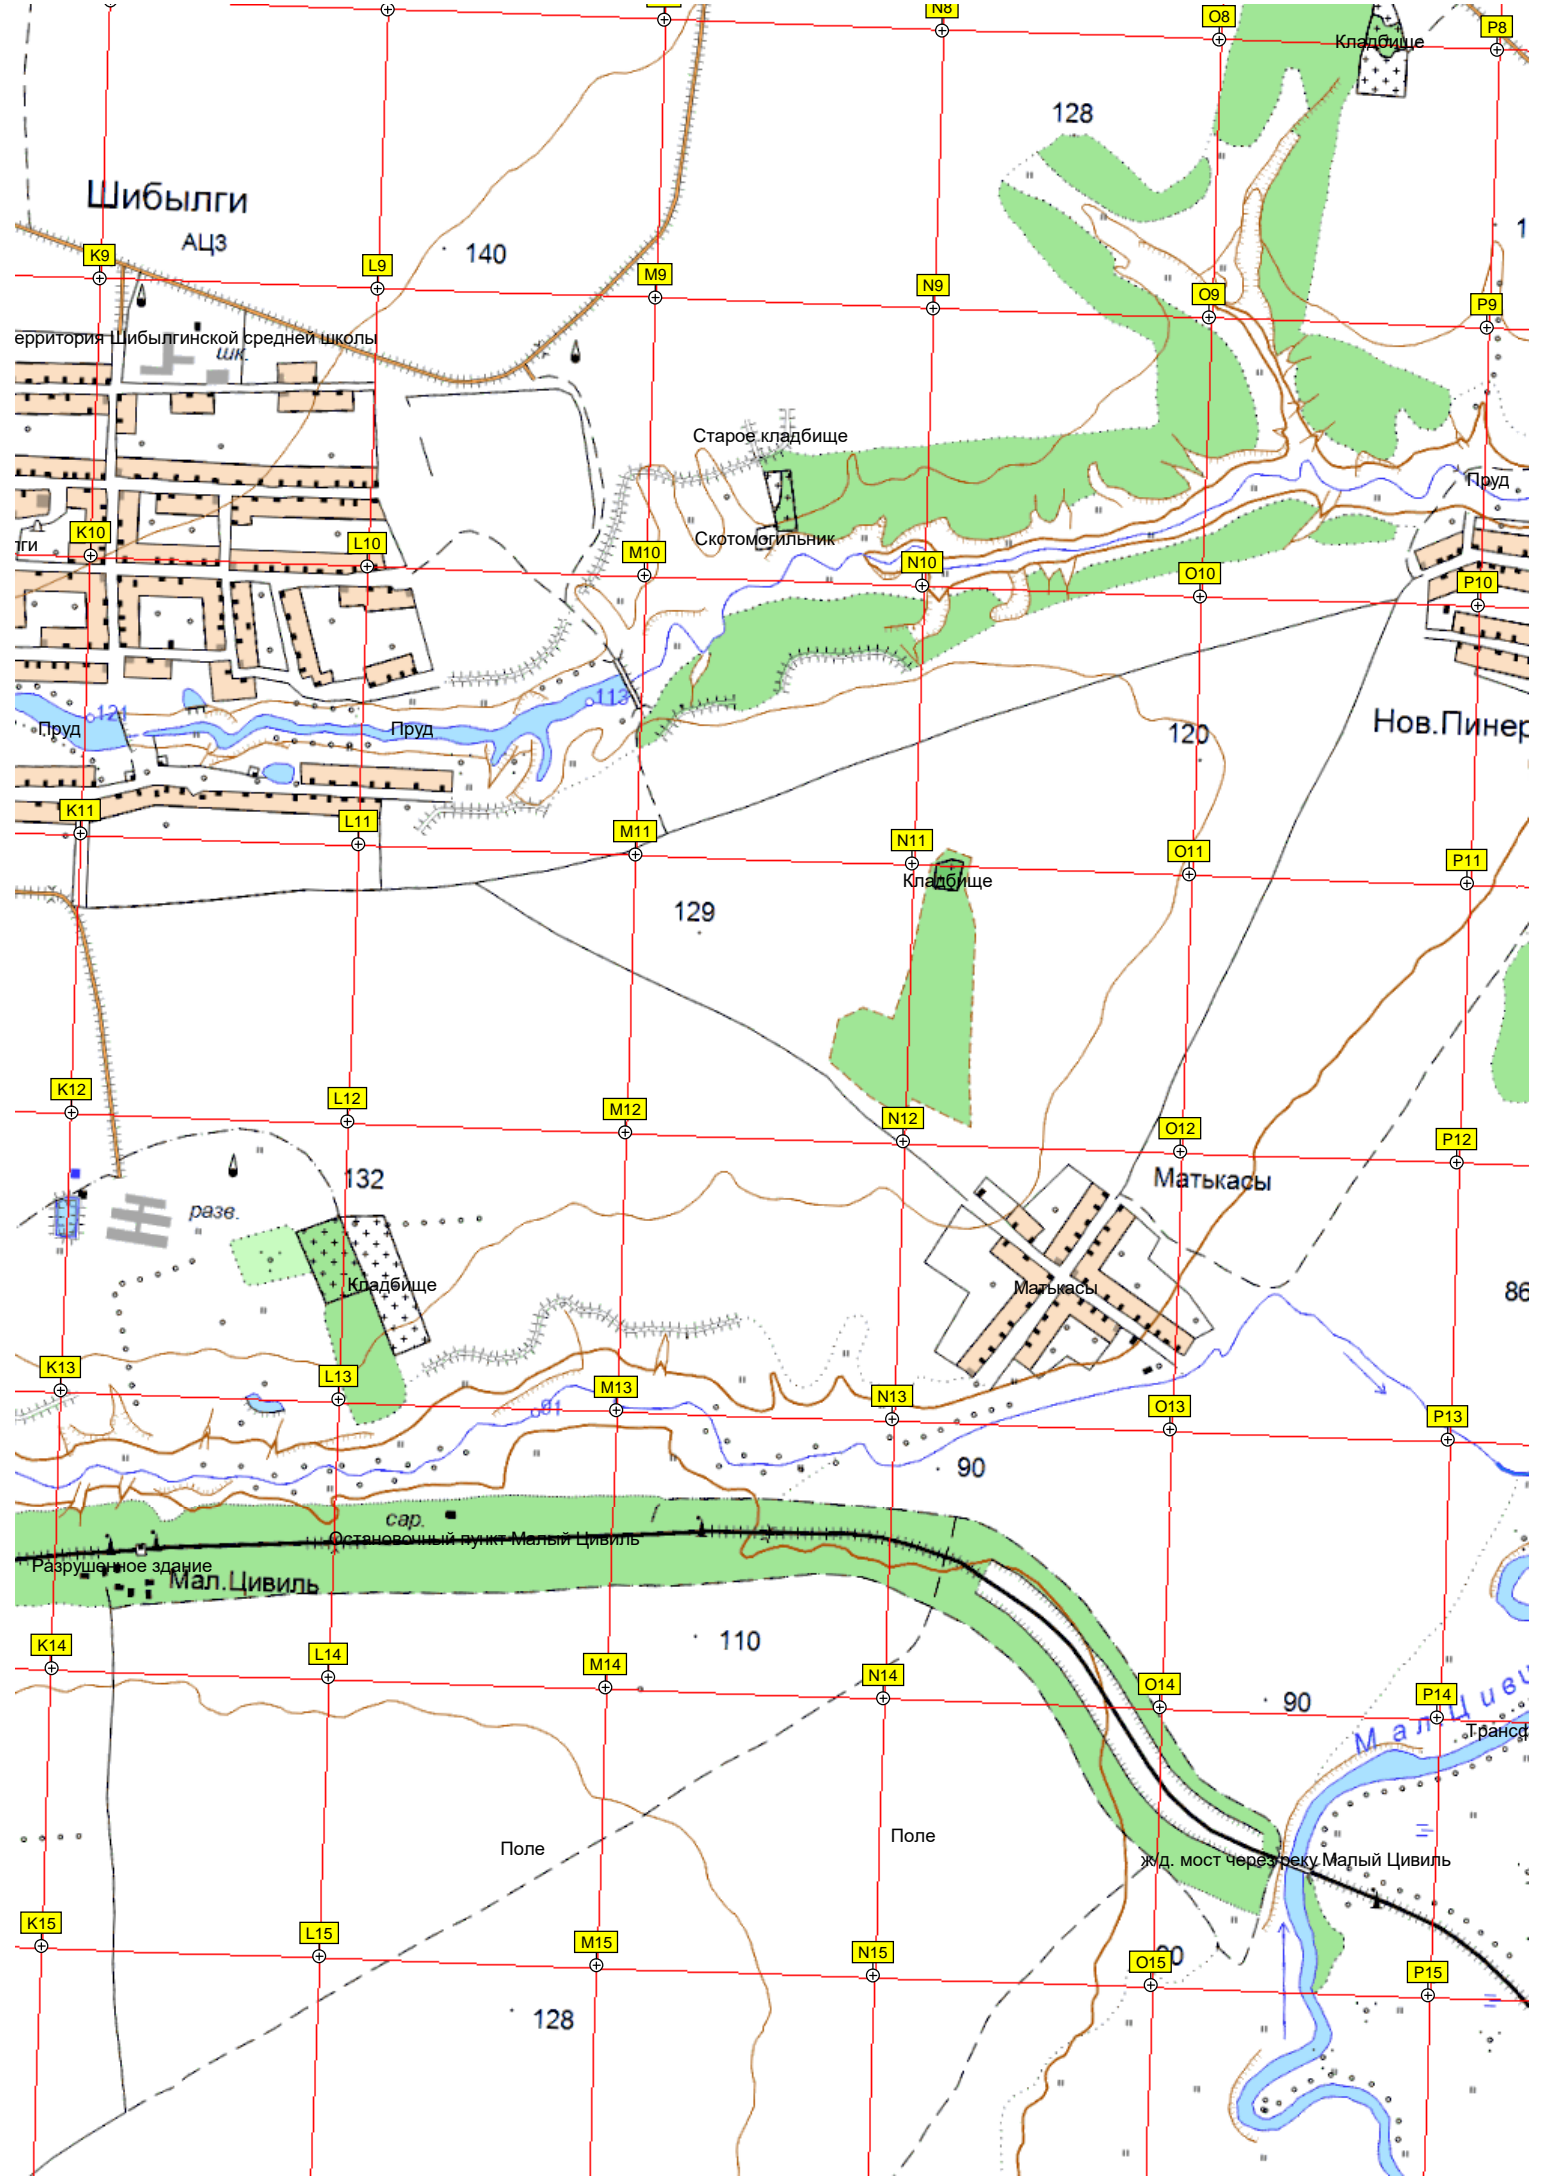 N8
O8
P8
Кладбище
128
Шибылги
АЦЗ
140
K9
L9
M9
N9
O9
P9
ерритория Шибылгинской средней школы
шк.
Старое кладбище
Пруд
Скотомогильник
лги
K10
L10
M10
N10
O10
P10
113
121
Пруд
Пруд
120
Нов.Пинер
K11
L11
M11
N11
O11
P11
Кладбище
129
K12
L12
M12
N12
O12
P12
132
Матькасы
разв.
Кладбище
Матькасы
86
K13
L13
M13
N13
O13
P13
91
90
сар.
Остановочный пункт Малый Цивиль
Разрушенное здание
Мал.Цивиль
110
K14
L14
M14
N14
O14
P14
90
Мал.Циви
Трансф
Поле
Поле
ж/д. мост через реку Малый Цивиль
K15
L15
M15
N15
O15
P15
128